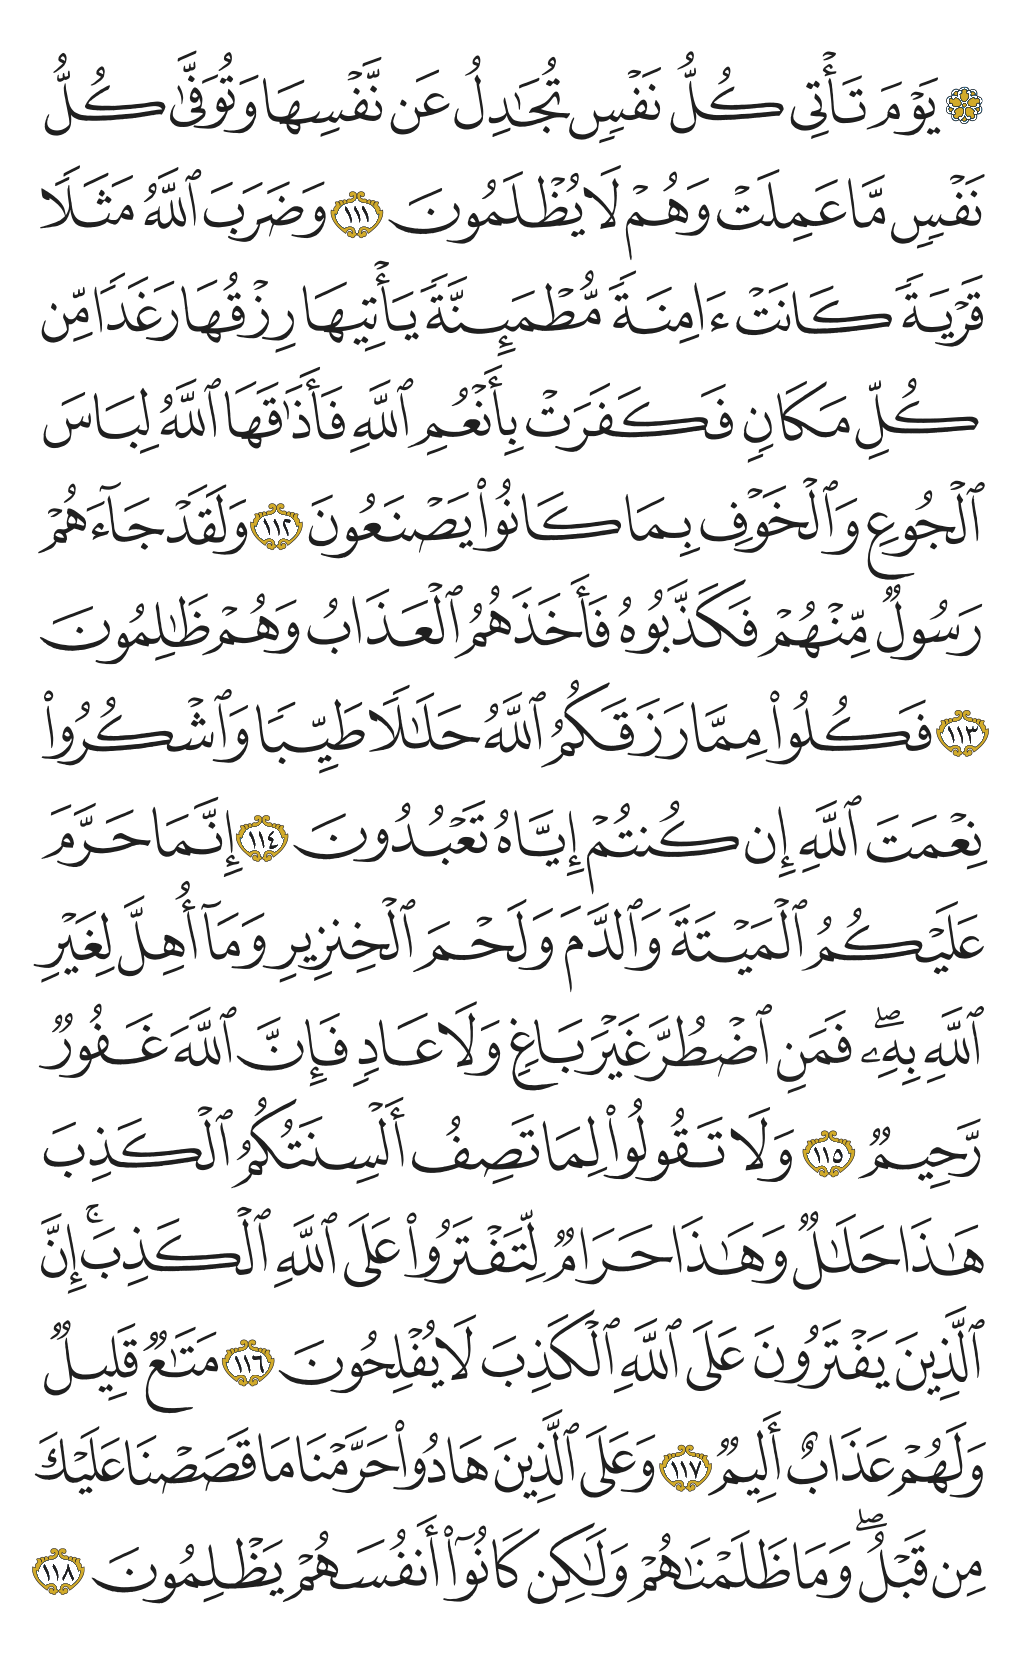 ۞ يَوْمَ تَأْتِي كُلُّ نَفْسٍ تُجَٰدِلُ عَن نَّفْسِهَا وَتُوَفَّىٰ كُلُّ
نَفْسٍ مَّا عَمِلَتْ وَهُمْ لَا يُظْلَمُونَ ١١١ وَضَرَبَ ٱللَّهُ مَثَلًا
قَرْيَةً كَانَتْ ءَامِنَةً مُّطْمَئِنَّةً يَأْتِيهَا رِزْقُهَا رَغَدًا مِّن
كُلِّ مَكَانٍ فَكَفَرَتْ بِأَنْعُمِ ٱللَّهِ فَأَذَٰقَهَا ٱللَّهُ لِبَاسَ
ٱلْجُوعِ وَٱلْخَوْفِ بِمَا كَانُوا۟ يَصْنَعُونَ ١١٢ وَلَقَدْ جَآءَهُمْ
رَسُولٌ مِّنْهُمْ فَكَذَّبُوهُ فَأَخَذَهُمُ ٱلْعَذَابُ وَهُمْ ظَٰلِمُونَ
١١٣ فَكُلُوا۟ مِمَّا رَزَقَكُمُ ٱللَّهُ حَلَٰلًا طَيِّبًا وَٱشْكُرُوا۟
نِعْمَتَ ٱللَّهِ إِن كُنتُمْ إِيَّاهُ تَعْبُدُونَ ١١٤ إِنَّمَا حَرَّمَ
عَلَيْكُمُ ٱلْمَيْتَةَ وَٱلدَّمَ وَلَحْمَ ٱلْخِنزِيرِ وَمَآ أُهِلَّ لِغَيْرِ
ٱللَّهِ بِهِۦ ۖ فَمَنِ ٱضْطُرَّ غَيْرَ بَاغٍ وَلَا عَادٍ فَإِنَّ ٱللَّهَ غَفُورٌ
رَّحِيمٌ ١١٥ وَلَا تَقُولُوا۟ لِمَا تَصِفُ أَلْسِنَتُكُمُ ٱلْكَذِبَ
هَٰذَا حَلَٰلٌ وَهَٰذَا حَرَامٌ لِّتَفْتَرُوا۟ عَلَى ٱللَّهِ ٱلْكَذِبَ ۚ إِنَّ
ٱلَّذِينَ يَفْتَرُونَ عَلَى ٱللَّهِ ٱلْكَذِبَ لَا يُفْلِحُونَ ١١٦ مَتَٰعٌ قَلِيلٌ
وَلَهُمْ عَذَابٌ أَلِيمٌ ١١٧ وَعَلَى ٱلَّذِينَ هَادُوا۟ حَرَّمْنَا مَا قَصَصْنَا عَلَيْكَ
مِن قَبْلُ ۖ وَمَا ظَلَمْنَٰهُمْ وَلَٰكِن كَانُوٓا۟ أَنفُسَهُمْ يَظْلِمُونَ ١١٨